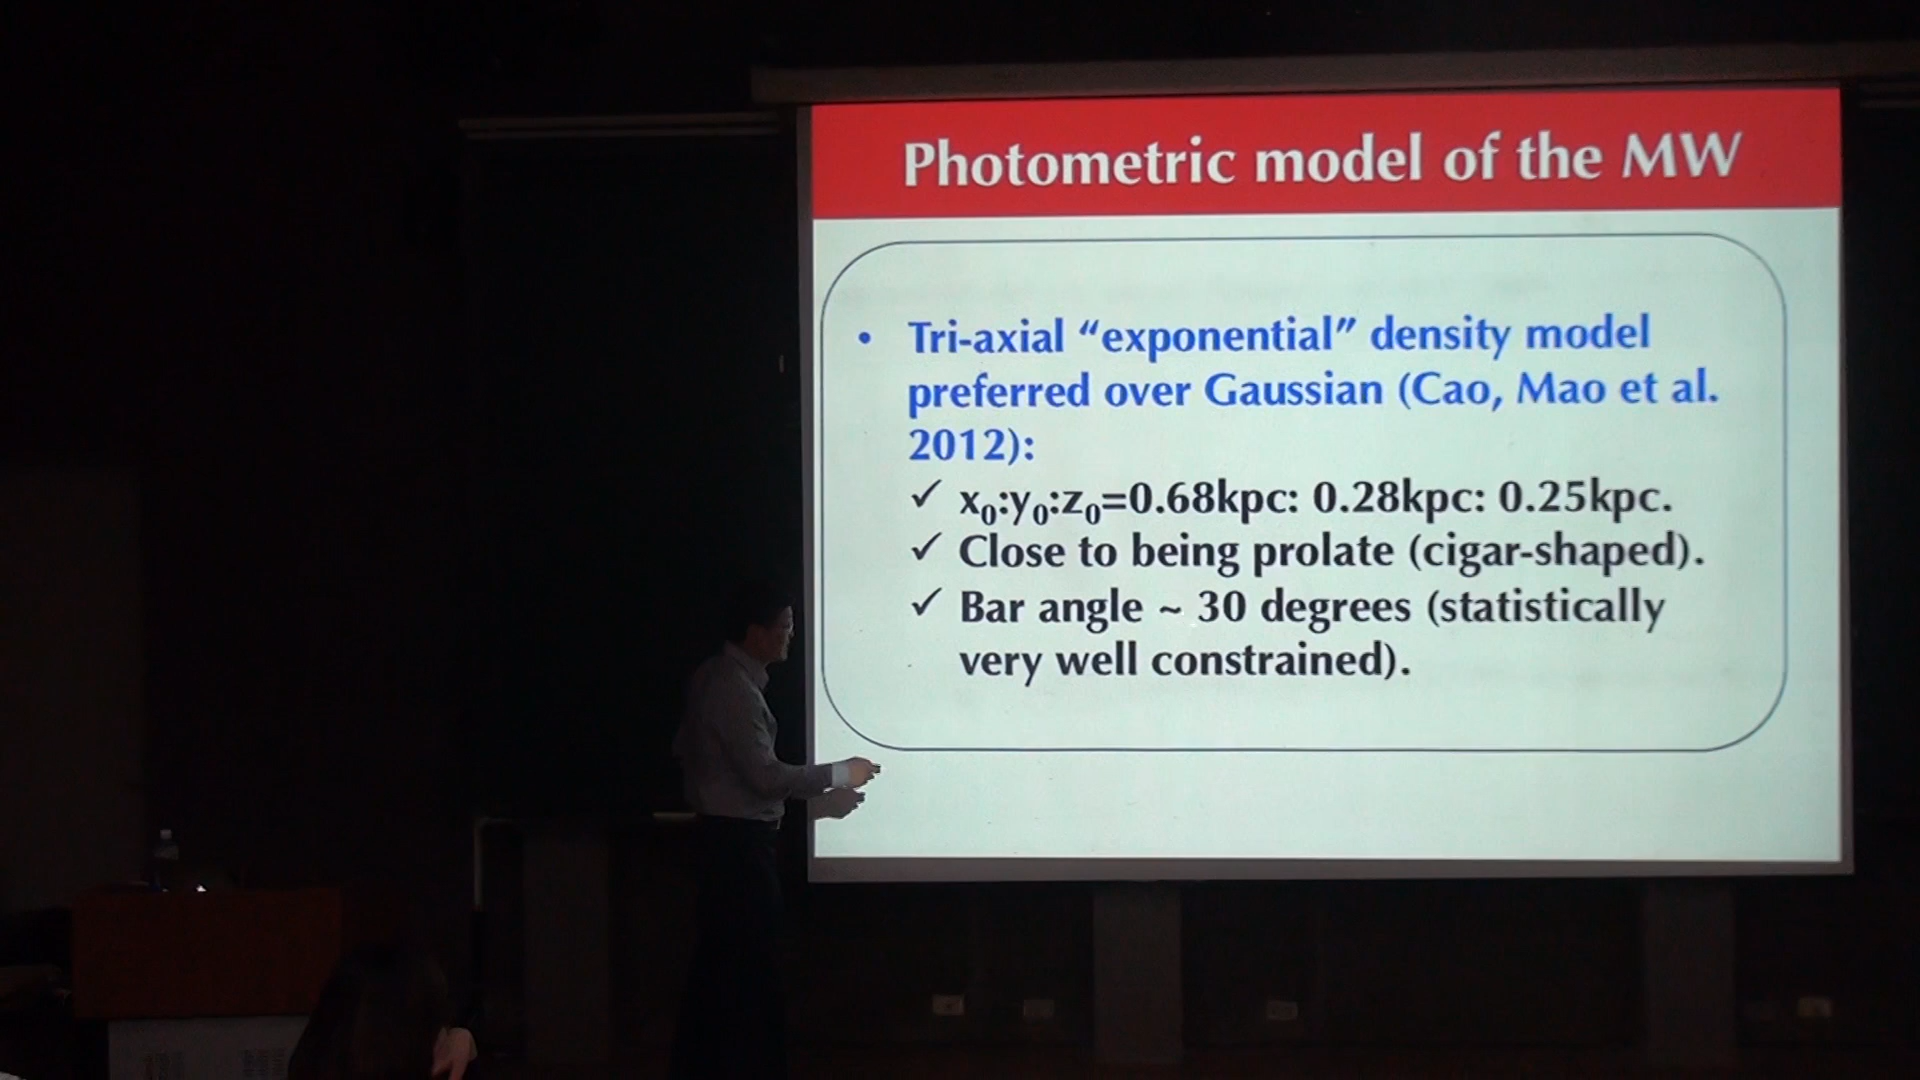 Photometric model of the MW
• Tri-axial “exponential” density model
preferred over Gaussian (Cao, Mao et al.
2012):
✓ x₀:y₀:z₀=0.68kpc: 0.28kpc: 0.25kpc.
✓ Close to being prolate (cigar-shaped).
✓ Bar angle ~ 30 degrees (statistically
very well constrained).